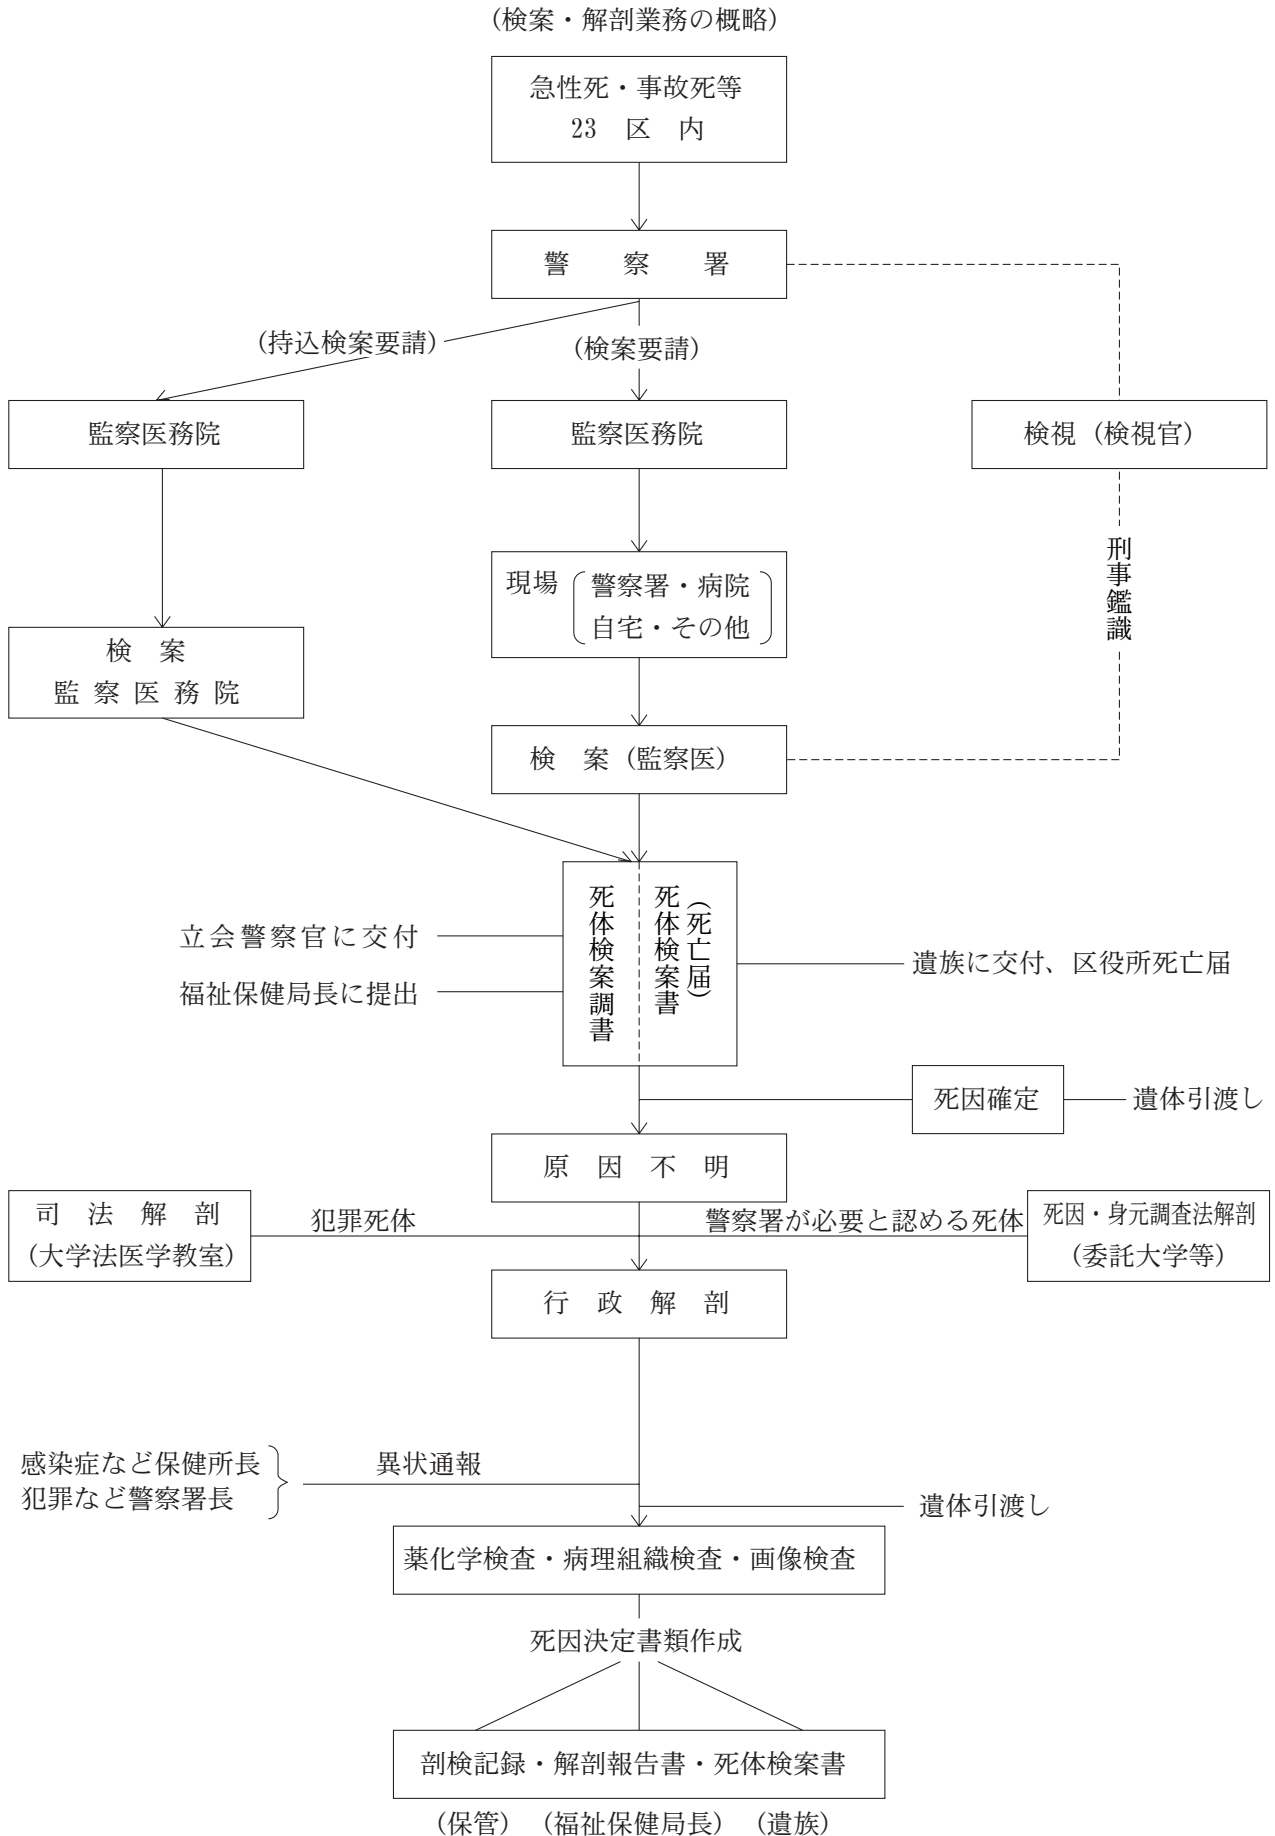 (検案・解剖業務の概略)
急性死・事故死等
23 区 内
警 察 署
(持込検案要請)
(検案要請)
監察医務院
監察医務院
検視 (検視官)
刑事鑑識
現場
警察署・病院
自宅・その他
検 案
監 察 医 務 院
検 案 (監察医)
(死亡届)
死体検案書
死体検案調書
立会警察官に交付
福祉保健局長に提出
遺族に交付、区役所死亡届
死因確定
遺体引渡し
原 因 不 明
司 法 解 剖
(大学法医学教室)
犯罪死体
警察署が必要と認める死体
死因・身元調査法解剖
(委託大学等)
行 政 解 剖
感染症など保健所長
犯罪など警察署長
異状通報
遺体引渡し
薬化学検査・病理組織検査・画像検査
死因決定書類作成
剖検記録・解剖報告書・死体検案書
(保管) (福祉保健局長) (遺族)